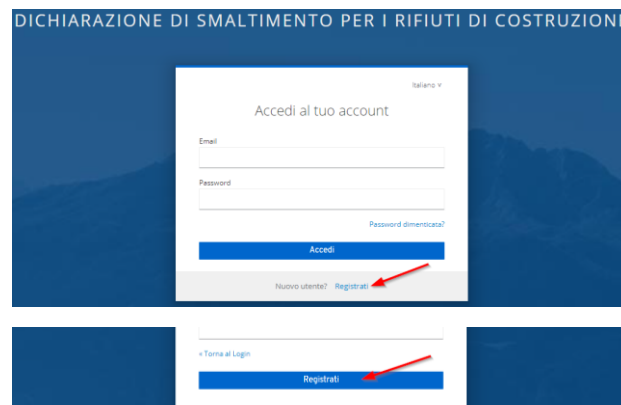 DICHIARAZIONE DI SMALTIMENTO PER I RIFIUTI DI COSTRUZIONI
Italiano
Accedi al tuo account
Email
Password
Password dimenticata?
Accedi
Nuovo utente? Registrati
« Torna al Login
Registrati